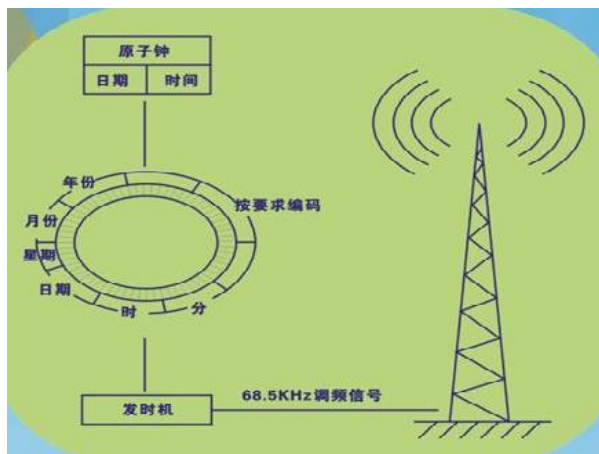 原子钟
日期 时间
年份
月份
按要求编码
星期
日期
时
分
发时机
68.5KHz调频信号